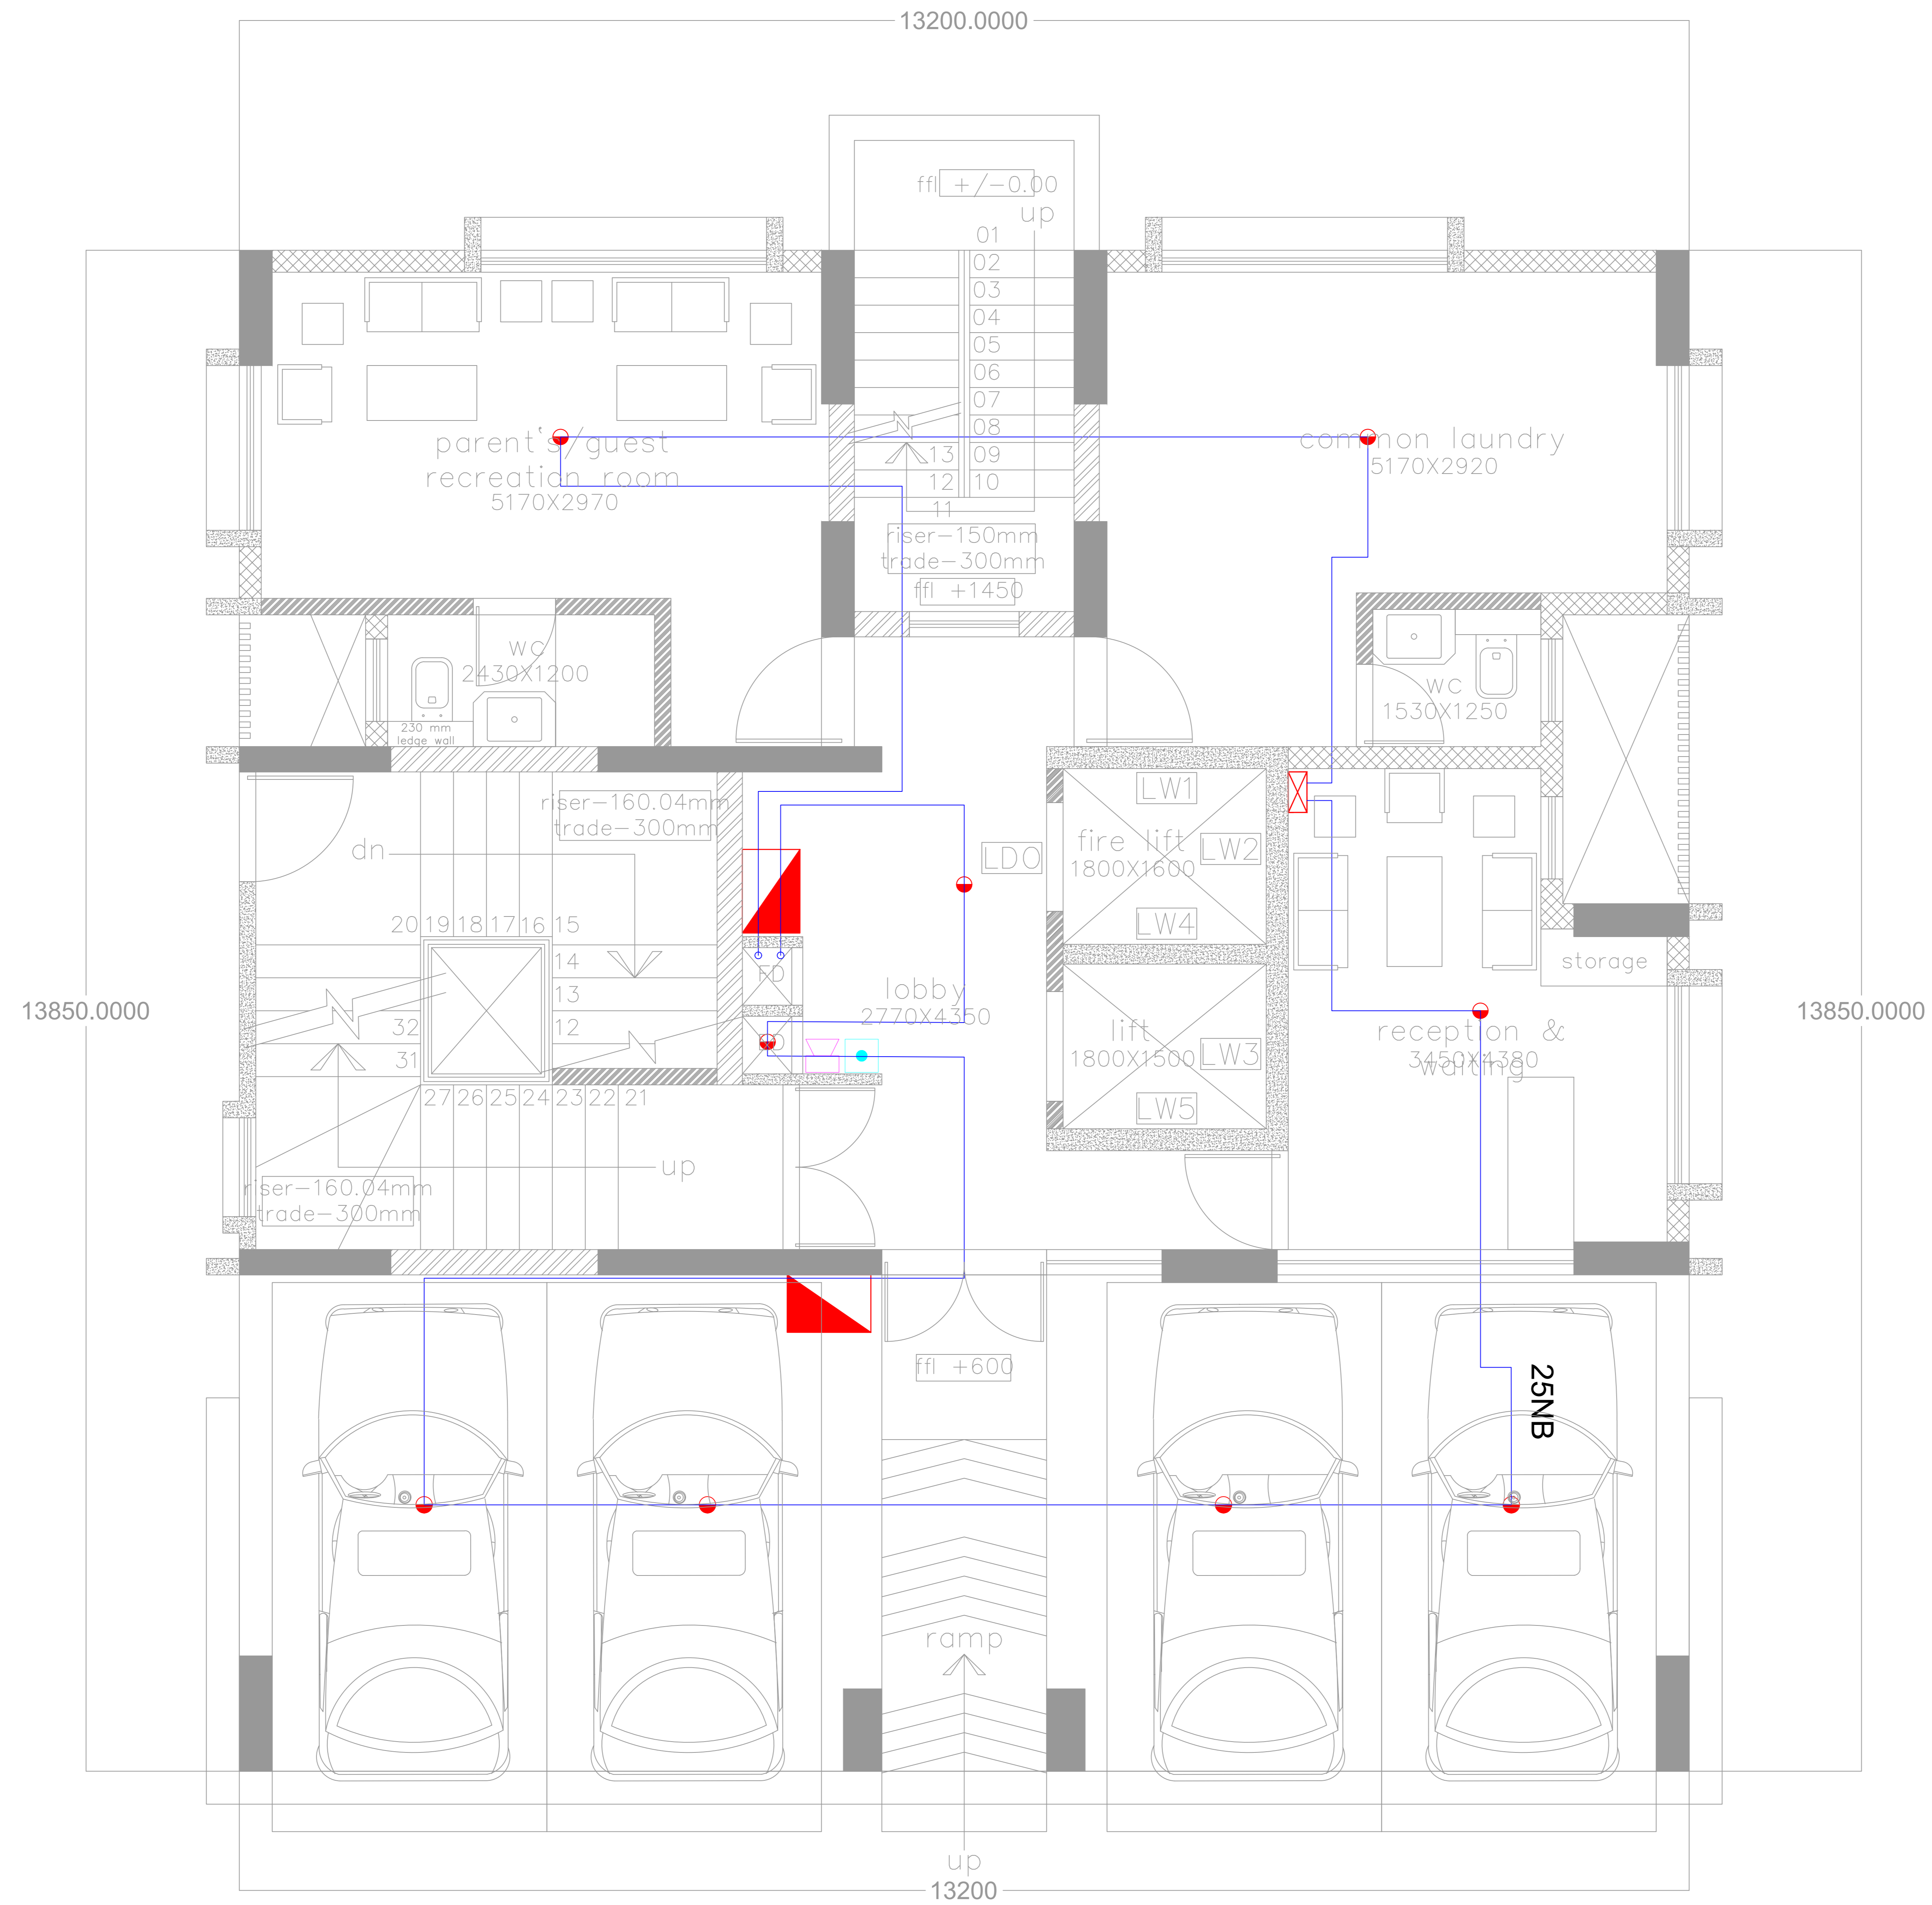 13200.0000
ffl +/-0.00
up
01
02
03
04
05
06
07
08
13 09
12 10
11
parent's/guest
recreation room
5170X2970
common laundry
5170X2920
riser-150mm
trade-300mm
ffl +1450
WC
2430X1200
230 mm
ledge wall
WC
1530X1250
riser-160.04mm
trade-300mm
dn
LW1
fire lift
1800X1600
LW2
LDO
LW4
20 19 18 17 16 15
14
13
12
32
31
storage
lobby
2770X4350
13850.0000
13850.0000
lift
1800X1500
LW3
LW5
reception &
waiting
3450X4380
27 26 25 24 23 22 21
up
riser-160.04mm
trade-300mm
ffl +600
25NB
ramp
up
13200